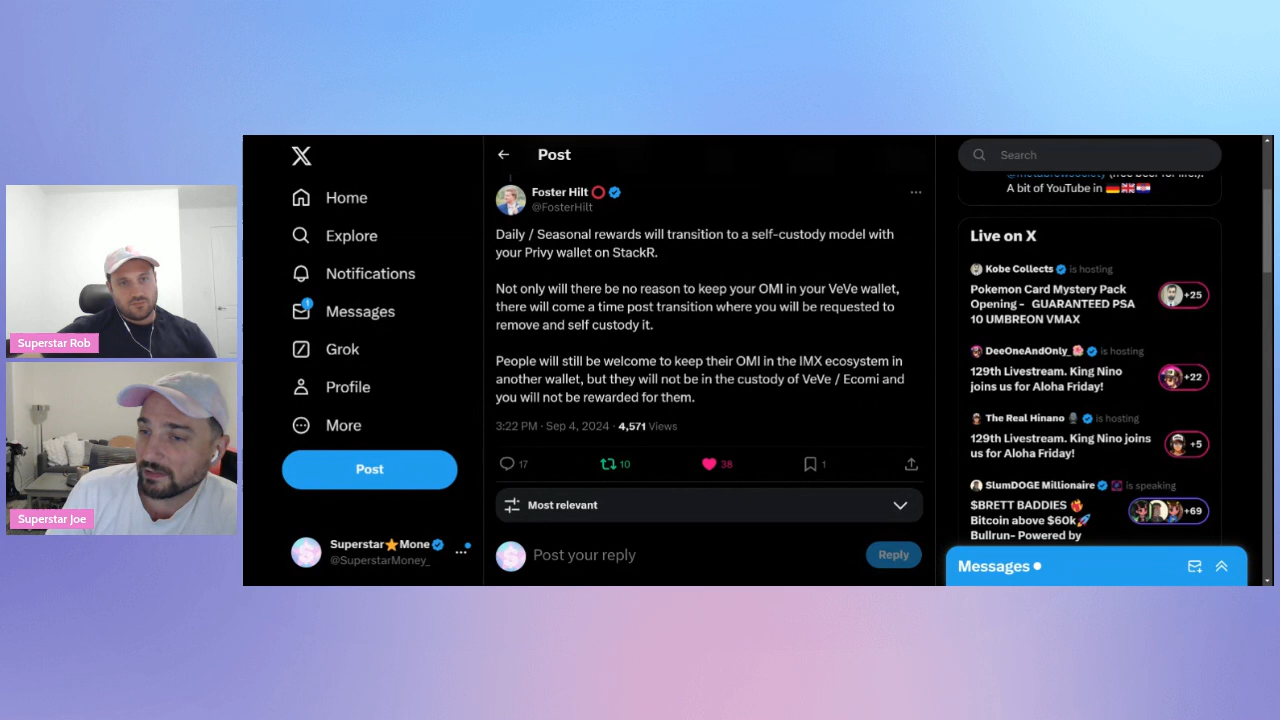 Superstar Rob
Superstar Joe
Home
Explore
Notifications
1
Messages
Grok
Profile
More
Post
Superstar⭐Mone
@SuperstarMoney_
Post
Foster Hilt
@FosterHilt
Daily / Seasonal rewards will transition to a self-custody model with
your Privy wallet on StackR.
Not only will there be no reason to keep your OMI in your VeVe wallet,
there will come a time post transition where you will be requested to
remove and self custody it.
People will still be welcome to keep their OMI in the IMX ecosystem in
another wallet, but they will not be in the custody of VeVe / Ecomi and
you will not be rewarded for them.
3:22 PM · Sep 4, 2024 · 4,571 Views
17 10 38 1
Most relevant
Post your reply
Reply
Search
A bit of YouTube in 🇩🇪🇬🇧🇭🇷
Live on X
Kobe Collects is hosting
Pokemon Card Mystery Pack
Opening - GUARANTEED PSA
10 UMBREON VMAX
+25
DeeOneAndOnly_🌺 is hosting
129th Livestream. King Nino
joins us for Aloha Friday!
+22
The Real Hinano 🎙️ is hosting
129th Livestream. King Nino joins
us for Aloha Friday!
+5
SlumDOGE Millionaire is speaking
$BRETT BADDIES 🔥
Bitcoin above $60k🚀
Bullrun- Powered by
+69
Messages